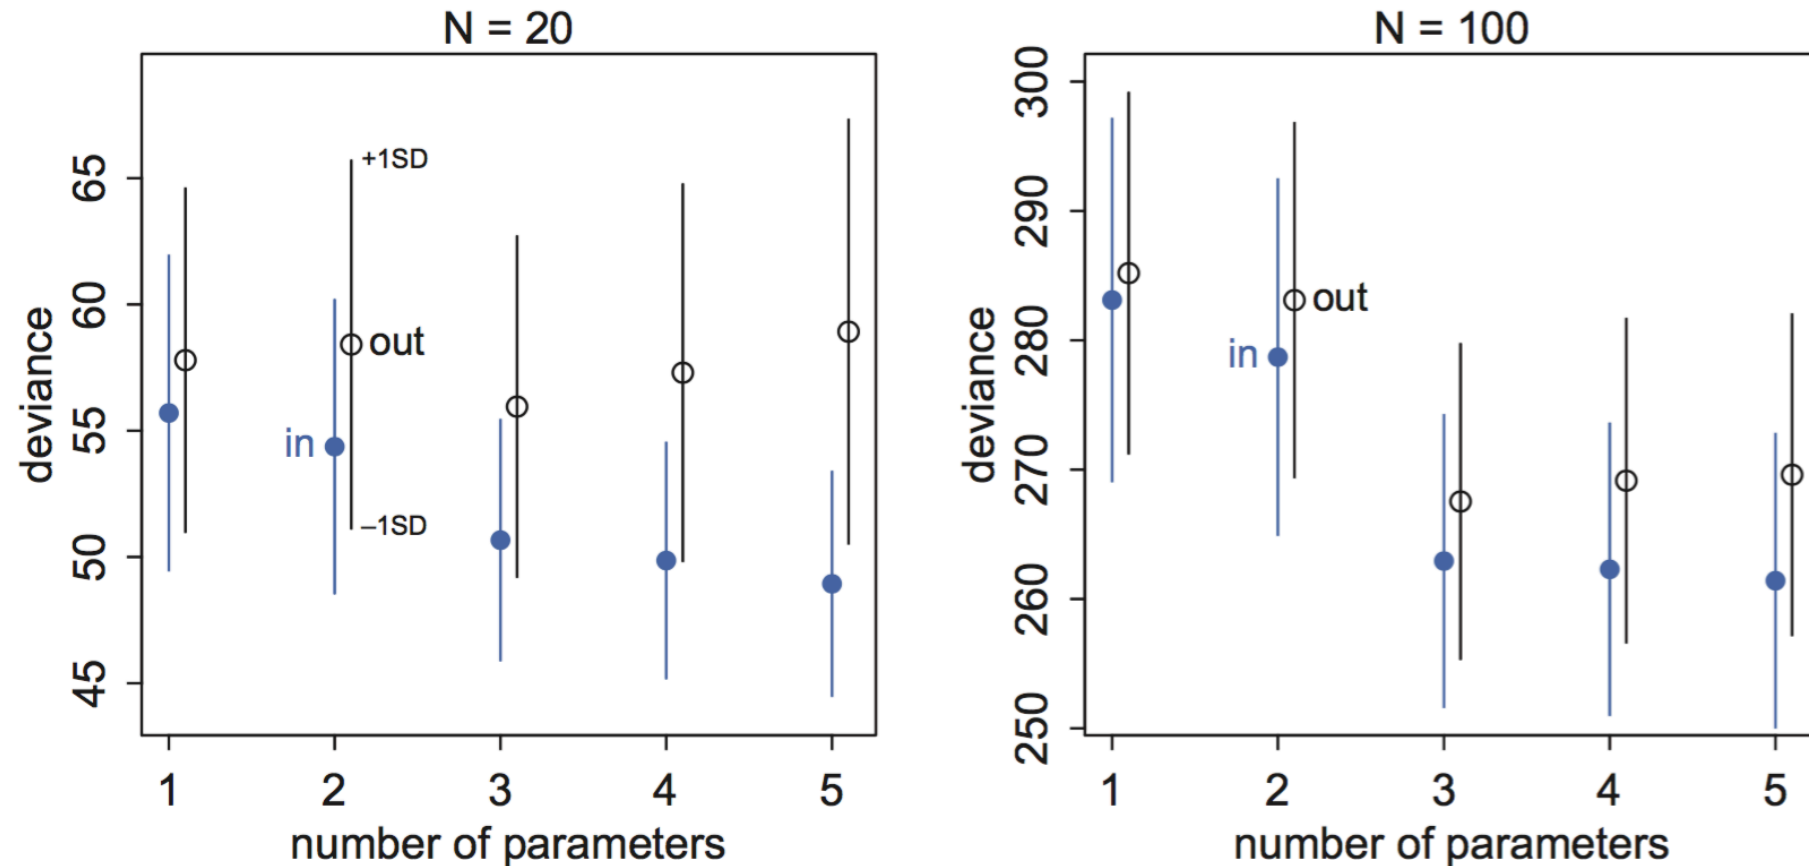 N = 20
deviance
65
60
55
50
45
+1SD
out
in
–1SD
1 2 3 4 5
number of parameters
N = 100
deviance
300
290
280
270
260
250
out
in
1 2 3 4 5
number of parameters